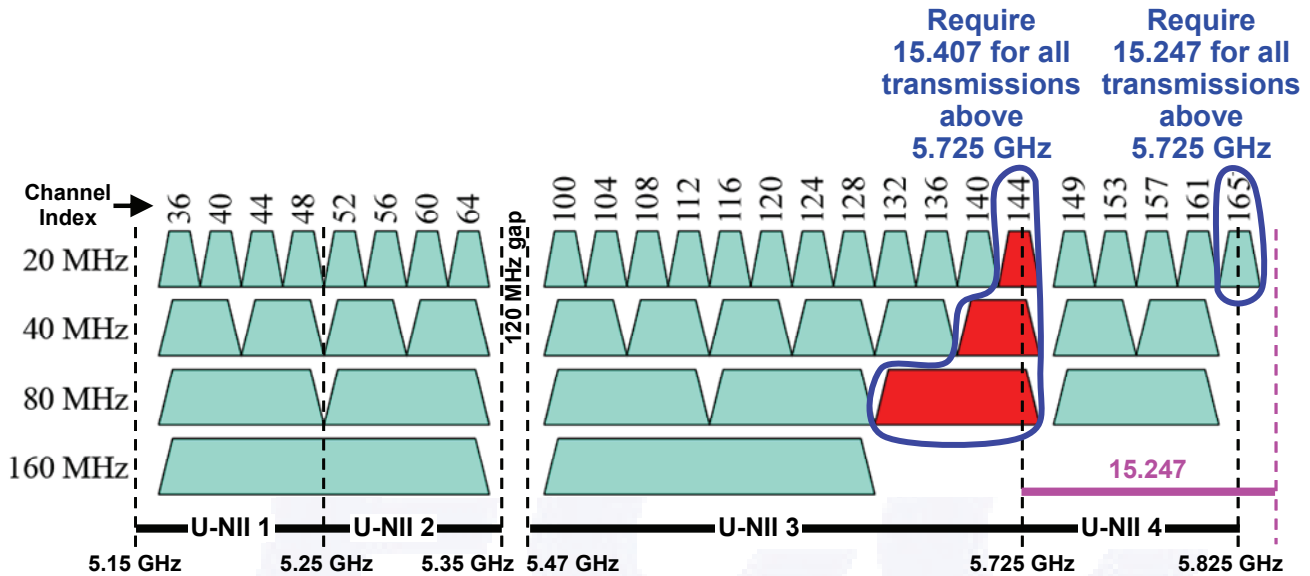 Require
15.407 for all
transmissions
above
5.725 GHz
Require
15.247 for all
transmissions
above
5.725 GHz
Channel
Index
36 40 44 48 52 56 60 64 100 104 108 112 116 120 124 128 132 136 140 144 149 153 157 161 165
120 MHz gap
20 MHz
40 MHz
80 MHz
160 MHz
15.247
U-NII 1 U-NII 2 U-NII 3 U-NII 4
5.15 GHz 5.25 GHz 5.35 GHz 5.47 GHz 5.725 GHz 5.825 GHz